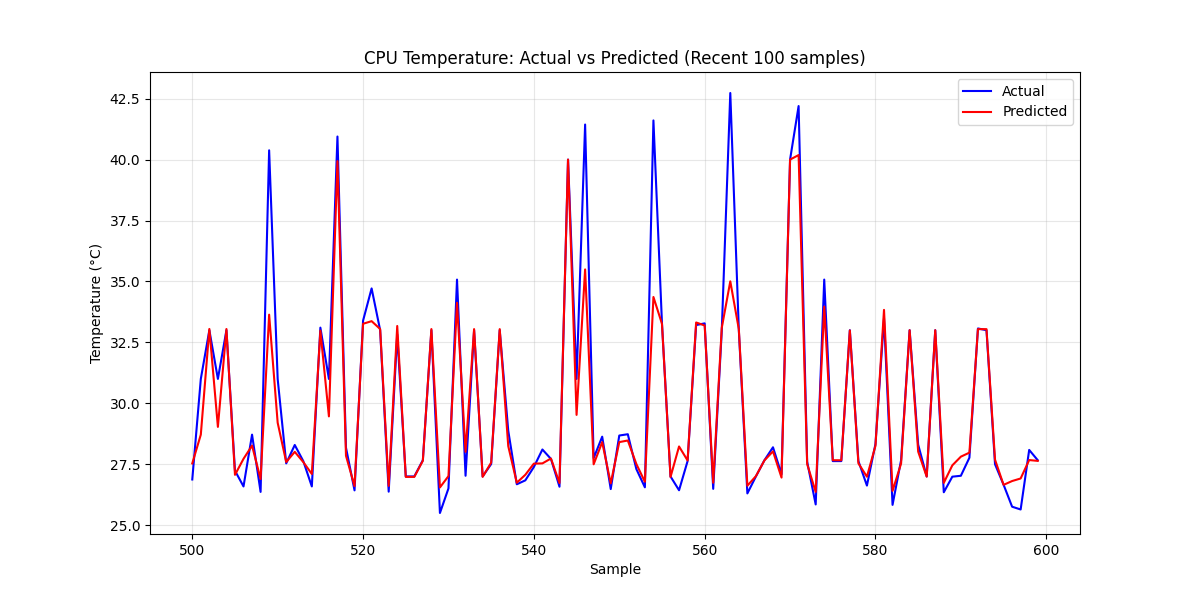 CPU Temperature: Actual vs Predicted (Recent 100 samples)
Actual
Predicted
42.5
40.0
37.5
35.0
32.5
30.0
27.5
25.0
Temperature (°C)
500 520 540 560 580 600
Sample